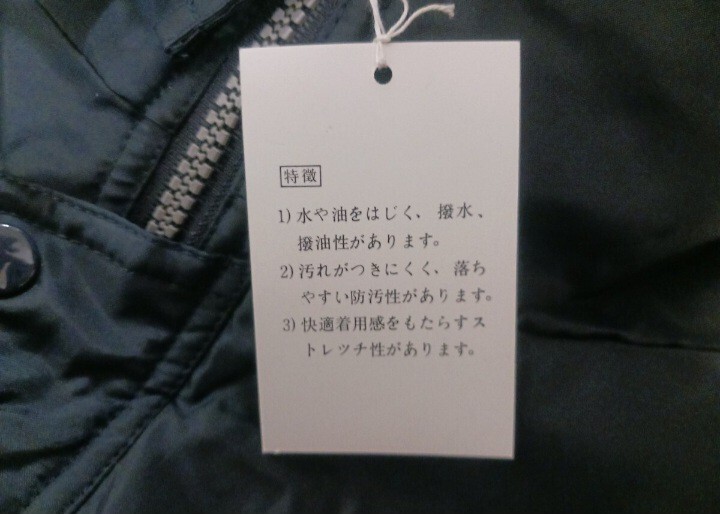 特徴
1) 水や油をはじく、撥水、
撥油性があります。
2) 汚れがつきにくく、落ち
やすい防汚性があります。
3) 快適着用感をもたらすス
トレツチ性があります。